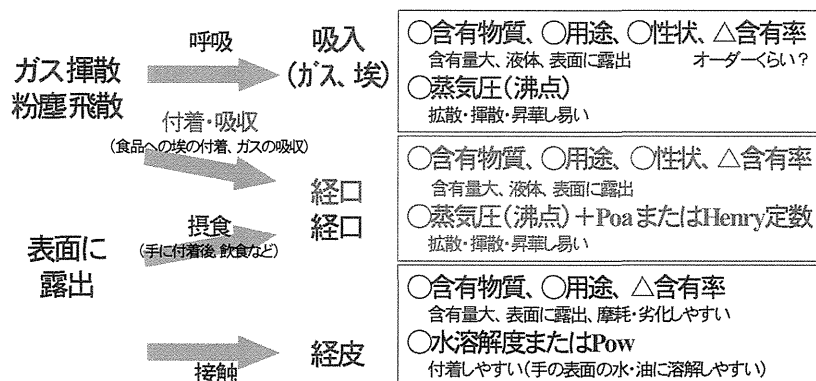 ガス揮散
粉塵飛散
呼吸
吸入
(ガス、埃)
付着・吸収
(食品への埃の付着、ガスの吸収)
経口
経口
摂食
(手に付着後、飲食など)
表面に
露出
経皮
接触
○含有物質、○用途、○性状、△含有率
含有量大、液体、表面に露出 オーダーくらい？
○蒸気圧(沸点)
拡散・揮散・昇華し易い
○含有物質、○用途、○性状、△含有率
含有量大、液体、表面に露出
○蒸気圧(沸点)＋PoaまたはHenry定数
拡散・揮散・昇華し易い
○含有物質、○用途、△含有率
含有量大、表面に露出、摩耗・劣化しやすい
○水溶解度またはPow
付着しやすい(手の表面の水・油に溶解しやすい)